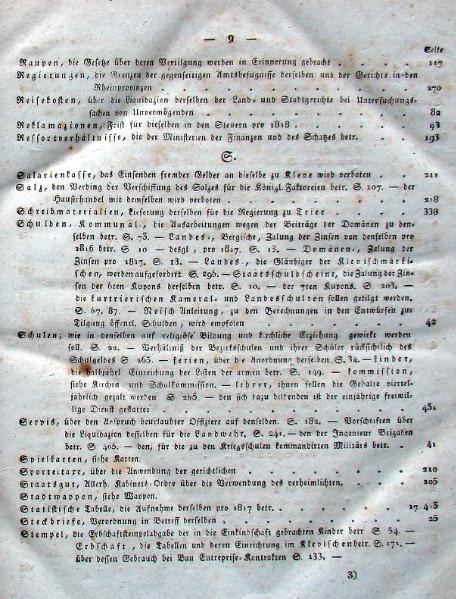 — 9 —
Seite
Raupen, die Gesetze über deren Vertilgung werden in Erinnerung gebracht . . . . . 117
Regierungen, die Grenzen der gegenseitigen Amtsbefugnisse derselben und der Gerichte in den
Rheinprovinzen . . . . . 270
Reisekosten, über die Liquidazion derselben der Land- und Stadtgerichte bei Untersuchungs-
sachen von Unvermögenden . . . . . 82
Reklamazionen, Frist für dieselben in den Steuern pro 1818 . . . . . 93
Ressortverhältnisse, die der Ministerien der Finanzen und des Schatzes betr. . . . . 193
S.
Salarienkasse, das Einsenden fremder Gelder an dieselbe zu Kleve wird verboten . . . . 211
Salz, den Verding der Verschiffung des Salzes für die Königl. Faktoreien betr. S. 107. — der
Hausirhandel mit demselben wird verboten . . . . . 218
Schreibmaterialien, Lieferung derselben für die Regierung zu Trier . . . . . 338
Schulden, Kommunal, die Aufarbeitungen wegen der Beiträge der Domänen zu den-
selben betr. S. 73. — Landes-, Bergische, Zalung der Zinsen von denselben pro
1816 betr. S. 10 — desgl. pro 1817. S. 13. — Domänen, Zalung der
Zinsen pro 1817. S. 13. — Landes-, die Gläubiger der Klevischmärki-
schen, werden aufgefordert. S. 296. — Staatsschuldscheine, die Zalung der Zin-
sen der 6ten Kupons derselben betr. S. 10. — der 7ten Kupons. S. 203. —
die kurtrierischen Kameral- und Landesschulden sollen getilgt werden.
S. 67. 87. — Neisch Anleitung, zu den Berechnungen in den Entwürfen zur
Tilgung öffentl. Schulden, wird empfolen . . . . . 42
Schulen; wie in denselben auf religiöse Bildung und kirchliche Erziehung gewirkt werden
soll. S. 22. — Verhältniß der Bezirksschulen und ihrer Schüler rücksichtlich des
Schulgeldes S. 265. — ferien, über die Anordnung derselben S. 34. — kinder,
die halbjährl. Einreichung der Listen der armen betr. S. 149. — kommission,
siehe Kirchen und Schulkommission. — lehrer, ihnen sollen die Gehalte viertel-
jährlich gezalt werden S. 265. — den sich dazu bildenden ist der einjährige freiwil-
lige Dienst gestattet . . . . . 431
Servis, über den Anspruch beurlaubter Offiziere auf denselben. S. 182. — Vorschriften über
die Liquidazion desselben für die Landwehr. S. 241. — den der Ingenieur Brigaden
betr. S. 405. — den, für die zu den Kriegsschulen kommandirten Militärs betr. . 41
Spielkarten, siehe Karten.
Sporteltaxe, über die Anwendung der gerichtlichen . . . . . 210
Staatsgut, Allerh. Kabinets-Ordre über die Verwendung des verheimlichten. . . . . 205
Stadtwappen, siehe Wappen.
Statistische Tabelle, die Aufnahme derselben pro 1817 betr. . . . .
Steckbriefe, Verordnung in Betreff derselben . . . . . 25
Stempel, die Erbschaftsstempelabgabe der in die Einkindschaft gebrachten Kinder betr. S. 54. —
Erbschaft, die Tabellen und deren Einrichtung im Klevischen betr. S. 171. —
über dessen Gebrauch bei Bau Entreprise-Kontrakten S. 133. —
3)